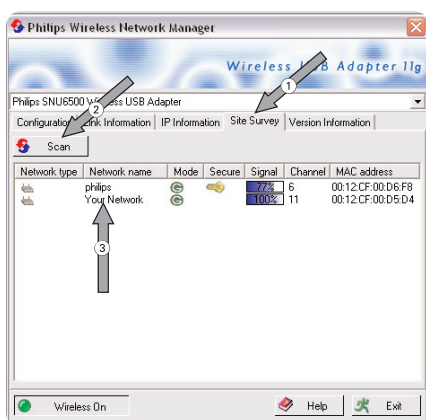 Philips Wireless Network Manager
Wireless USB Adapter 11g
Philips SNU6500 Wireless USB Adapter
Configuration Link Information IP Information Site Survey Version Information
1
2
Scan
Network type Network name Mode Secure Signal Channel MAC address
philips G 77% 6 00:12:CF:00:D6:F8
Your Network G 100% 11 00:12:CF:00:D5:D4
3
Wireless On Help Exit